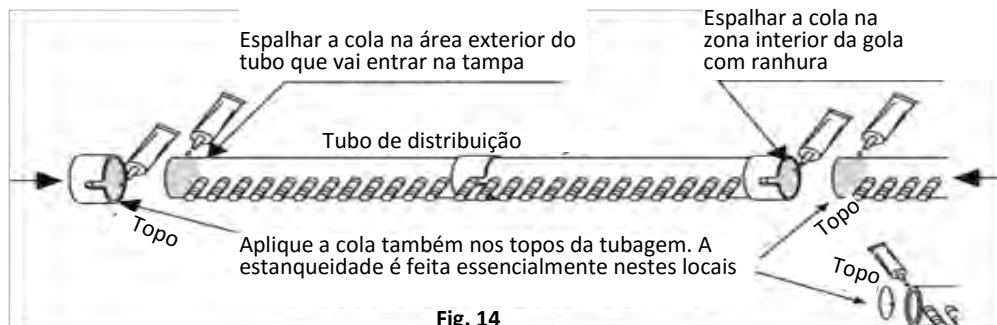 Espalhar a cola na área exterior do
tubo que vai entrar na tampa
Espalhar a cola na
zona interior da gola
com ranhura
Tubo de distribuição
Topo
Topo
Aplique a cola também nos topos da tubagem. A
estanqueidade é feita essencialmente nestes locais
Topo
Fig. 14